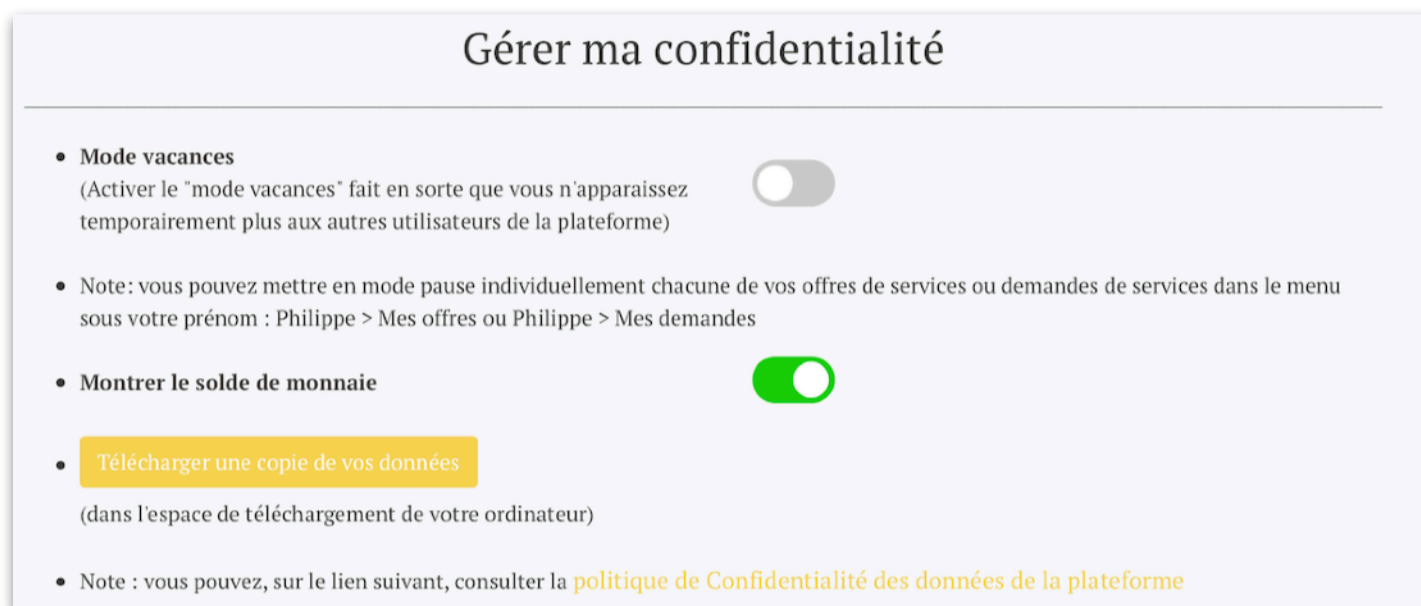 Gérer ma confidentialité
Mode vacances
(Activer le "mode vacances" fait en sorte que vous n'apparaissez
temporairement plus aux autres utilisateurs de la plateforme)
Note: vous pouvez mettre en mode pause individuellement chacune de vos offres de services ou demandes de services dans le menu
sous votre prénom : Philippe > Mes offres ou Philippe > Mes demandes
Montrer le solde de monnaie
Télécharger une copie de vos données
(dans l'espace de téléchargement de votre ordinateur)
Note : vous pouvez, sur le lien suivant, consulter la politique de Confidentialité des données de la plateforme